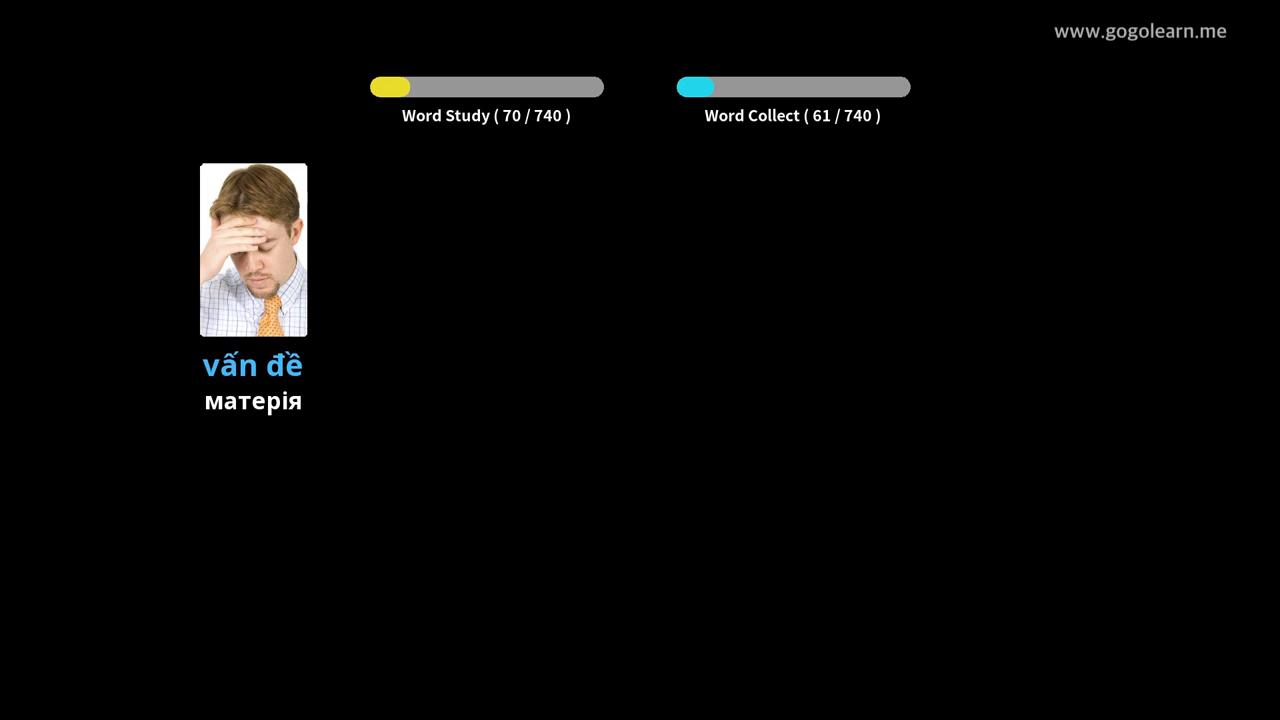 www.gogolearn.me
Word Study ( 70 / 740 )
Word Collect ( 61 / 740 )
vấn đề
матерія